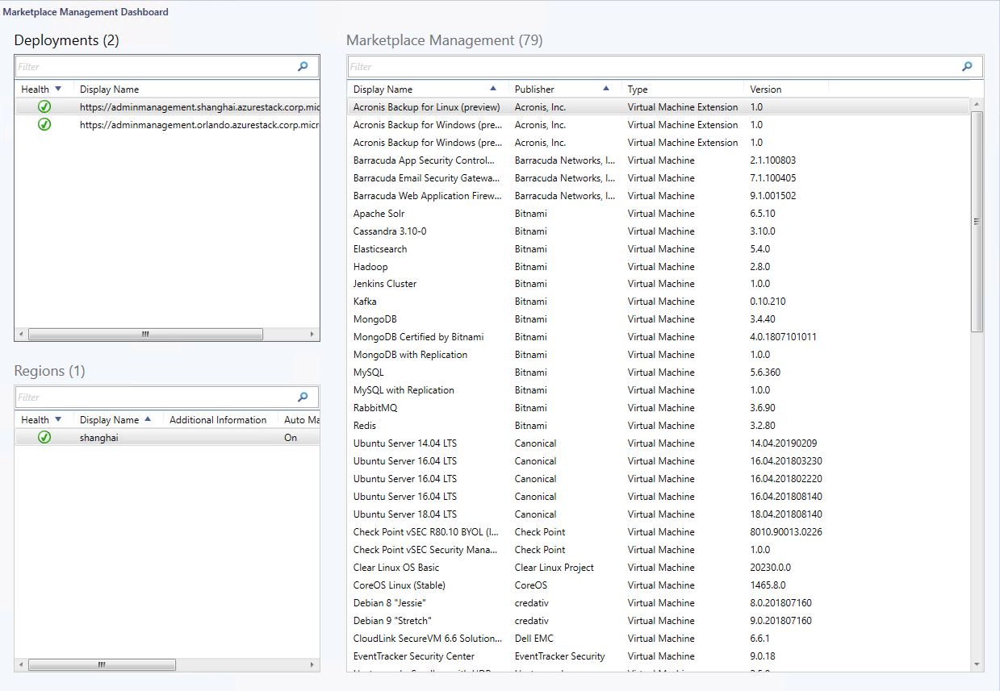 Marketplace Management Dashboard
Deployments (2)
Filter
Health Display Name
https://adminmanagement.shanghai.azurestack.corp.mic
https://adminmanagement.orlando.azurestack.corp.micr
Regions (1)
Filter
Health Display Name Additional Information Auto Ma
shanghai On
Marketplace Management (79)
Filter
Display Name Publisher Type Version
Acronis Backup for Linux (preview) Acronis, Inc. Virtual Machine Extension 1.0
Acronis Backup for Windows (pre... Acronis, Inc. Virtual Machine Extension 1.0
Acronis Backup for Windows (pre... Acronis, Inc. Virtual Machine Extension 1.0
Barracuda App Security Control... Barracuda Networks, I... Virtual Machine 2.1.100803
Barracuda Email Security Gatewa... Barracuda Networks, I... Virtual Machine 7.1.100405
Barracuda Web Application Firew... Barracuda Networks, I... Virtual Machine 9.1.001502
Apache Solr Bitnami Virtual Machine 6.5.10
Cassandra 3.10-0 Bitnami Virtual Machine 3.10.0
Elasticsearch Bitnami Virtual Machine 5.4.0
Hadoop Bitnami Virtual Machine 2.8.0
Jenkins Cluster Bitnami Virtual Machine 1.0.0
Kafka Bitnami Virtual Machine 0.10.210
MongoDB Bitnami Virtual Machine 3.4.40
MongoDB Certified by Bitnami Bitnami Virtual Machine 4.0.1807101011
MongoDB with Replication Bitnami Virtual Machine 1.0.0
MySQL Bitnami Virtual Machine 5.6.360
MySQL with Replication Bitnami Virtual Machine 1.0.0
RabbitMQ Bitnami Virtual Machine 3.6.90
Redis Bitnami Virtual Machine 3.2.80
Ubuntu Server 14.04 LTS Canonical Virtual Machine 14.04.20190209
Ubuntu Server 16.04 LTS Canonical Virtual Machine 16.04.201803230
Ubuntu Server 16.04 LTS Canonical Virtual Machine 16.04.201802220
Ubuntu Server 16.04 LTS Canonical Virtual Machine 16.04.201808140
Ubuntu Server 18.04 LTS Canonical Virtual Machine 18.04.201808140
Check Point vSEC R80.10 BYOL (I... Check Point Virtual Machine 8010.90013.0226
Check Point vSEC Security Mana... Check Point Virtual Machine 1.0.0
Clear Linux OS Basic Clear Linux Project Virtual Machine 20230.0.0
CoreOS Linux (Stable) CoreOS Virtual Machine 1465.8.0
Debian 8 "Jessie" credativ Virtual Machine 8.0.201807160
Debian 9 "Stretch" credativ Virtual Machine 9.0.201807160
CloudLink SecureVM 6.6 Solution... Dell EMC Virtual Machine 6.6.1
EventTracker Security Center EventTracker Security Virtual Machine 9.0.18